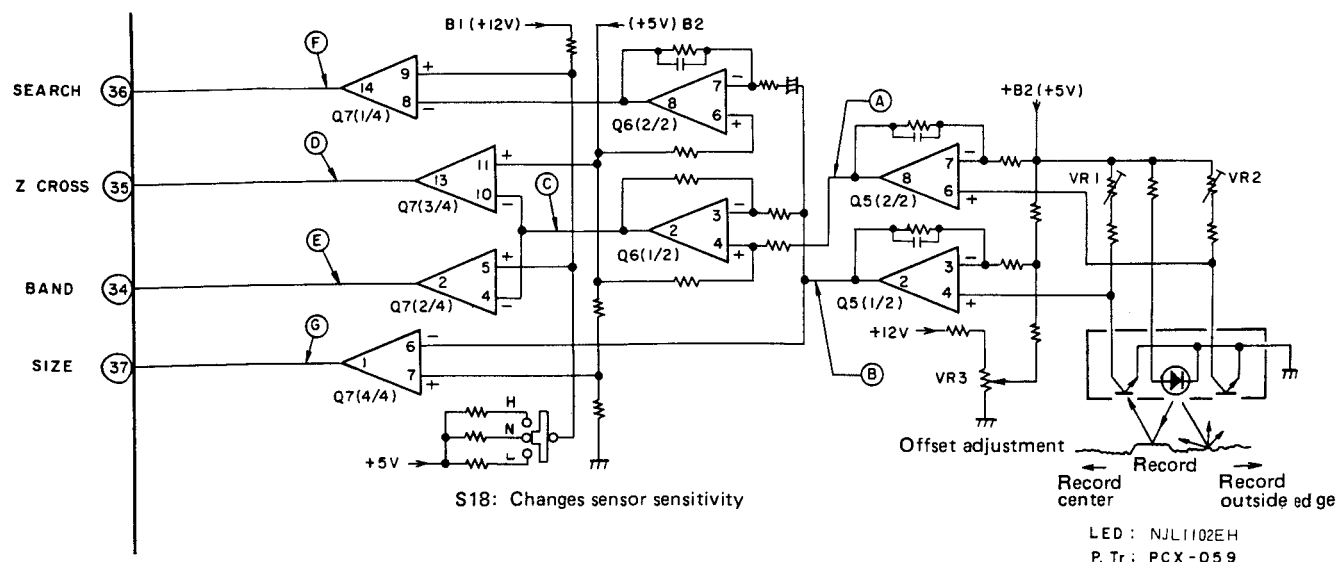 B1 (+12V)
(+5V) B2
SEARCH 36
F
14
9 +
8 −
Q7(1/4)
8
7 −
6 +
Q6(2/2)
A
+B2 (+5V)
Z CROSS 35
D
13
11 +
10 −
Q7(3/4)
C
2
3 −
4 +
Q6(1/2)
8
7 −
6 +
Q5(2/2)
VR1
VR2
BAND 34
E
2
5 +
4 −
Q7(2/4)
2
3 −
4 +
Q5(1/2)
B
SIZE 37
G
1
6 −
7 +
Q7(4/4)
+12V
VR3
Offset adjustment
H
N
L
+5V
S18: Changes sensor sensitivity
Record
Record center
Record outside edge
LED : NJL1102EH
P. Tr : PCX-059